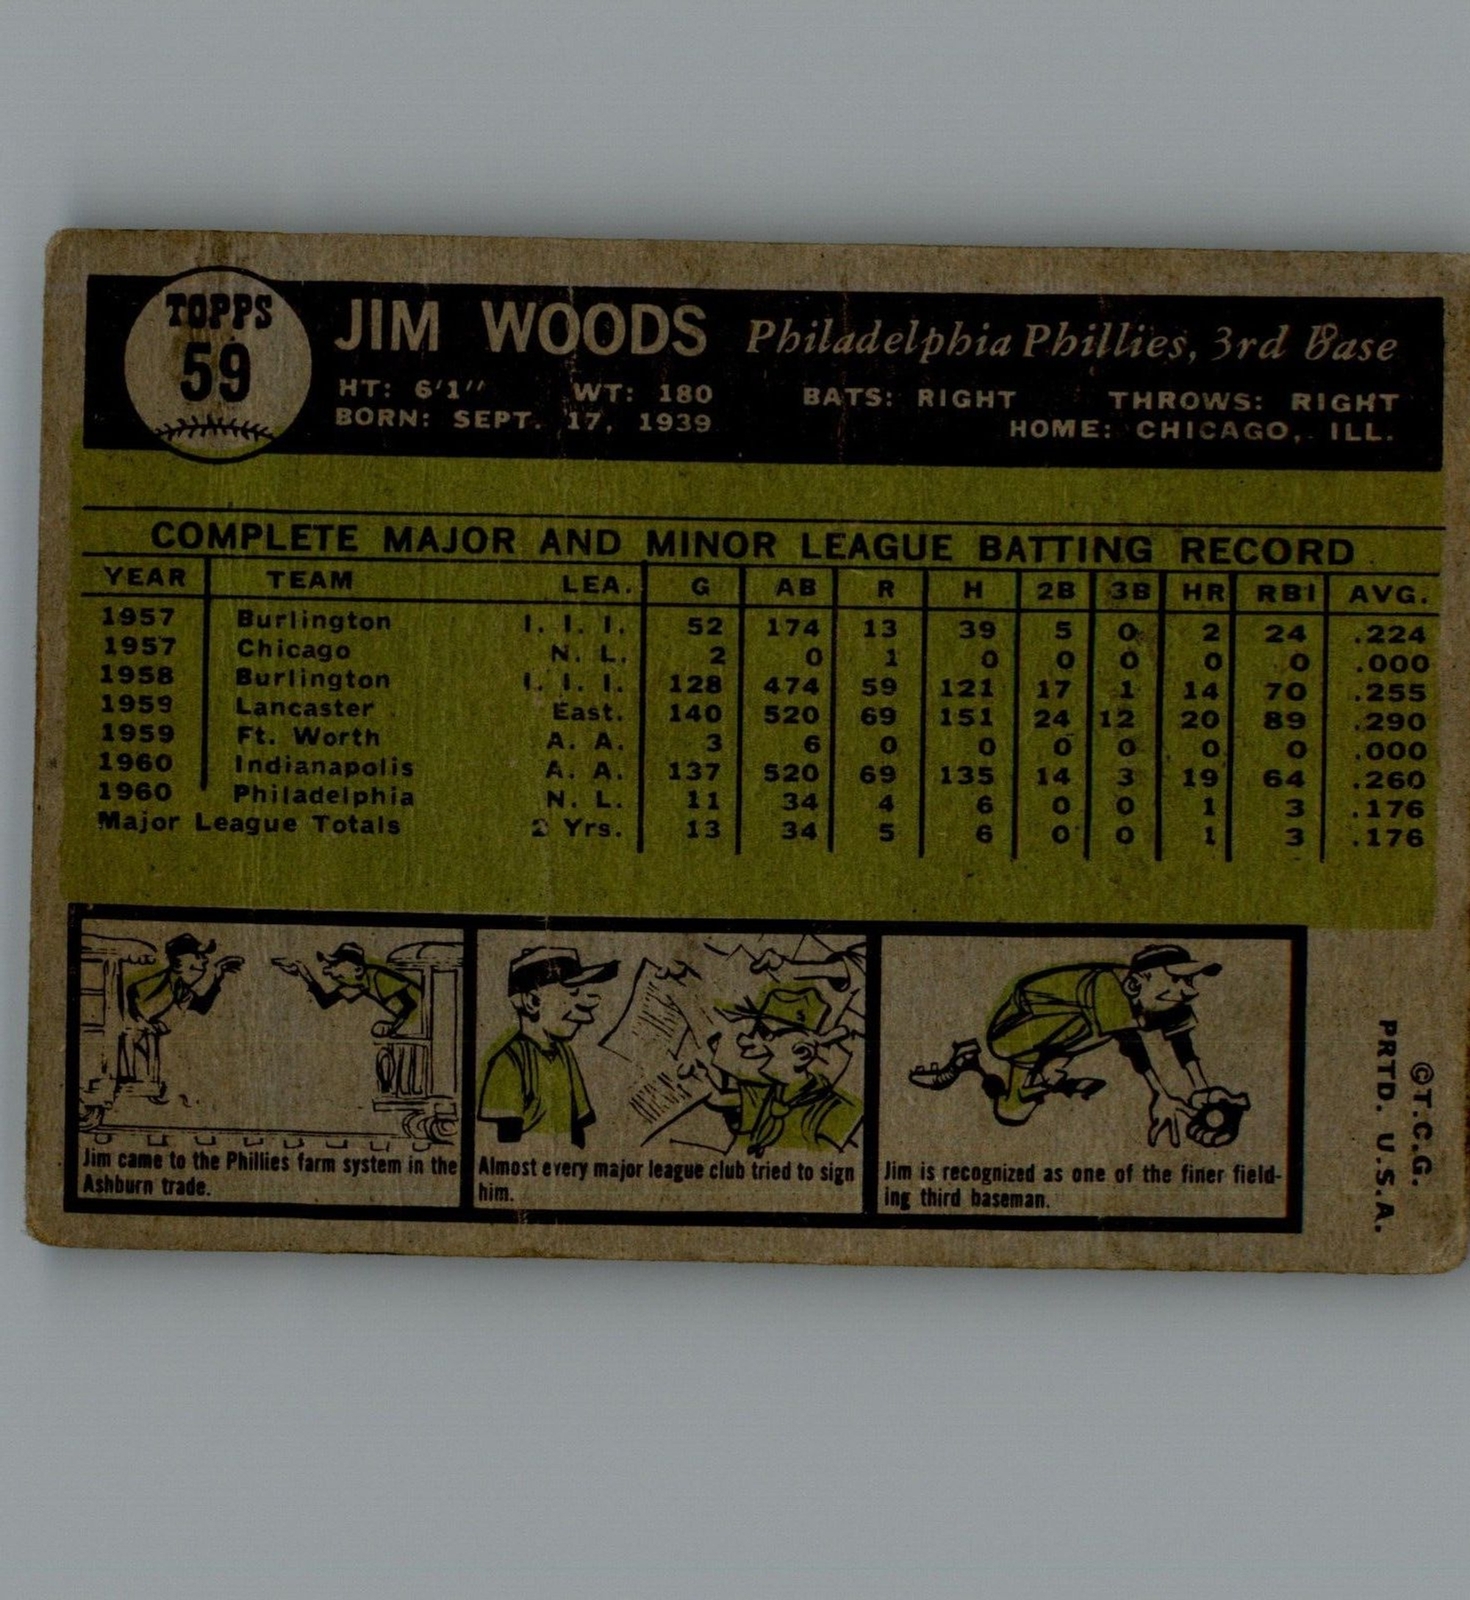 TOPPS
59
JIM WOODS Philadelphia Phillies, 3rd Base
HT: 6'1" WT: 180 BATS: RIGHT THROWS: RIGHT
BORN: SEPT. 17, 1939 HOME: CHICAGO, ILL.
COMPLETE MAJOR AND MINOR LEAGUE BATTING RECORD
YEAR TEAM LEA. G AB R H 2B 3B HR RBI AVG.
1957 Burlington I. I. I. 52 174 13 39 5 0 2 24 .224
1957 Chicago N. L. 2 0 1 0 0 0 0 0 .000
1958 Burlington I. I. I. 128 474 59 121 17 1 14 70 .255
1959 Lancaster East. 140 520 69 151 24 12 20 89 .290
1959 Ft. Worth A. A. 3 6 0 0 0 0 0 0 .000
1960 Indianapolis A. A. 137 520 69 135 14 3 19 64 .260
1960 Philadelphia N. L. 11 34 4 6 0 0 1 3 .176
Major League Totals 2 Yrs. 13 34 5 6 0 0 1 3 .176
Jim came to the Phillies farm system in the
Ashburn trade.
Almost every major league club tried to sign
him.
Jim is recognized as one of the finer field-
ing third baseman.
©T.C.G.
PRTD. U.S.A.